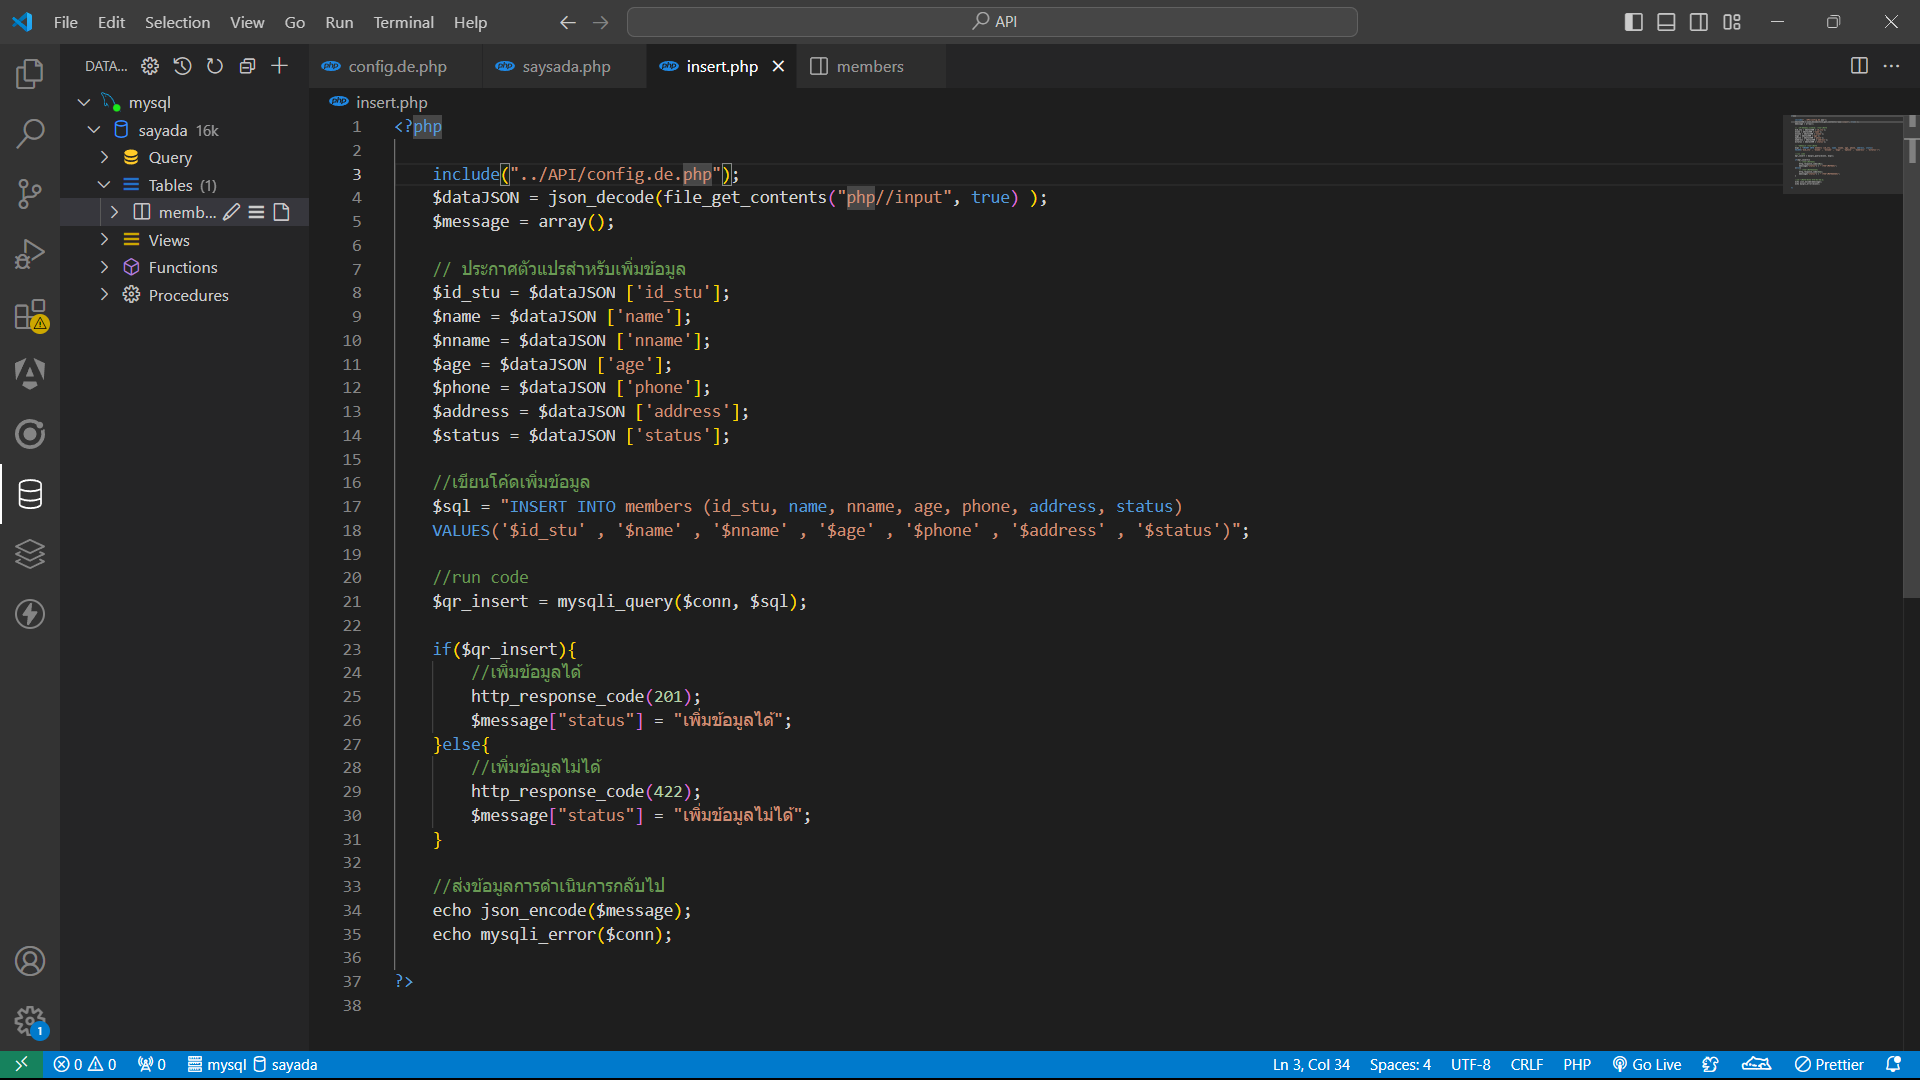 File Edit Selection View Go Run Terminal Help
API
DATA...
config.de.php
saysada.php
insert.php
members
mysql
sayada 16k
Query
Tables (1)
memb...
Views
Functions
Procedures
insert.php
1 <?php
2
3 include("../API/config.de.php");
4 $dataJSON = json_decode(file_get_contents("php//input", true) );
5 $message = array();
6
7 // ประกาศตัวแปรสำหรับเพิ่มข้อมูล
8 $id_stu = $dataJSON ['id_stu'];
9 $name = $dataJSON ['name'];
10 $nname = $dataJSON ['nname'];
11 $age = $dataJSON ['age'];
12 $phone = $dataJSON ['phone'];
13 $address = $dataJSON ['address'];
14 $status = $dataJSON ['status'];
15
16 //เขียนโค้ดเพิ่มข้อมูล
17 $sql = "INSERT INTO members (id_stu, name, nname, age, phone, address, status)
18 VALUES('$id_stu' , '$name' , '$nname' , '$age' , '$phone' , '$address' , '$status')";
19
20 //run code
21 $qr_insert = mysqli_query($conn, $sql);
22
23 if($qr_insert){
24 //เพิ่มข้อมูลได้
25 http_response_code(201);
26 $message["status"] = "เพิ่มข้อมูลได้";
27 }else{
28 //เพิ่มข้อมูลไม่ได้
29 http_response_code(422);
30 $message["status"] = "เพิ่มข้อมูลไม่ได้";
31 }
32
33 //ส่งข้อมูลการดำเนินการกลับไป
34 echo json_encode($message);
35 echo mysqli_error($conn);
36
37 ?>
38
1
0 0 0 mysql sayada
Ln 3, Col 34 Spaces: 4 UTF-8 CRLF PHP Go Live Prettier